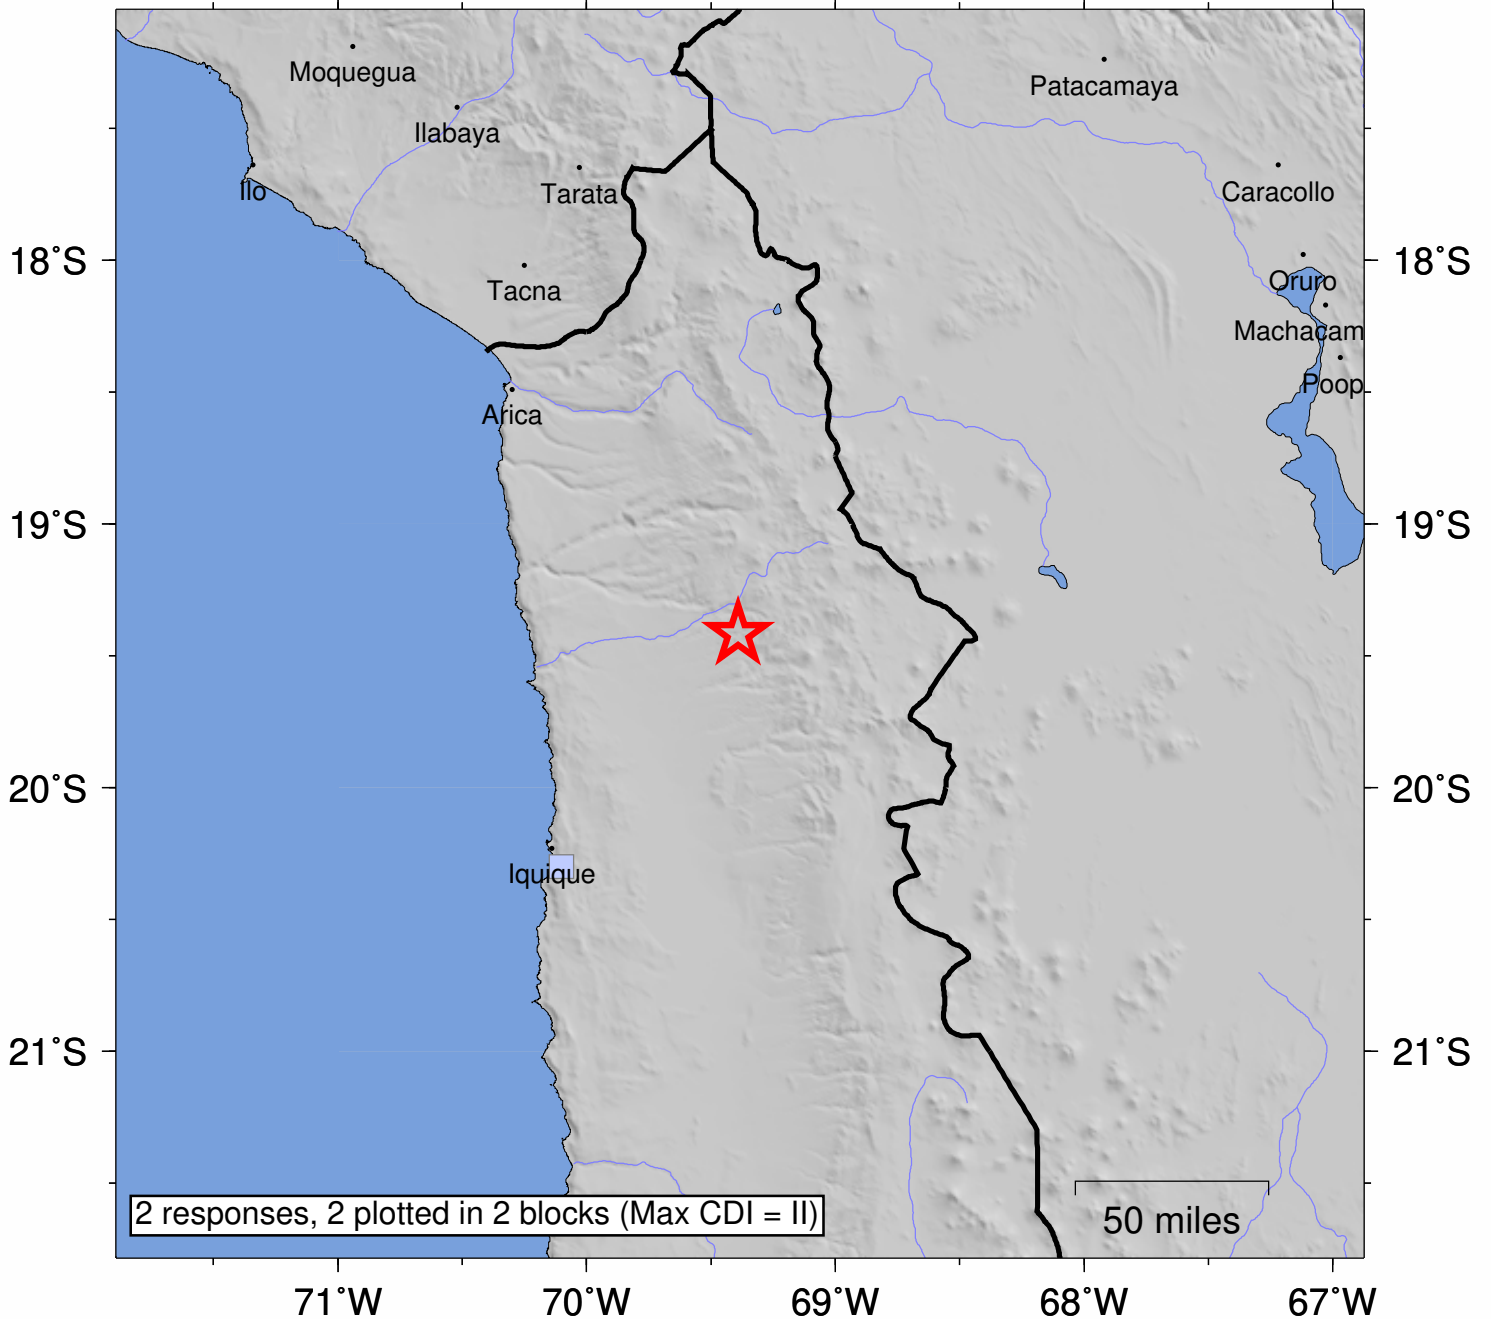 Moquegua
Patacamaya
Ilabaya
Ilo
Tarata
Caracollo
18°S
18°S
Tacna
Oruro
Machacam
Poop
Arica
19°S
19°S
20°S
20°S
Iquique
21°S
21°S
2 responses, 2 plotted in 2 blocks (Max CDI = II)
50 miles
71°W
70°W
69°W
68°W
67°W